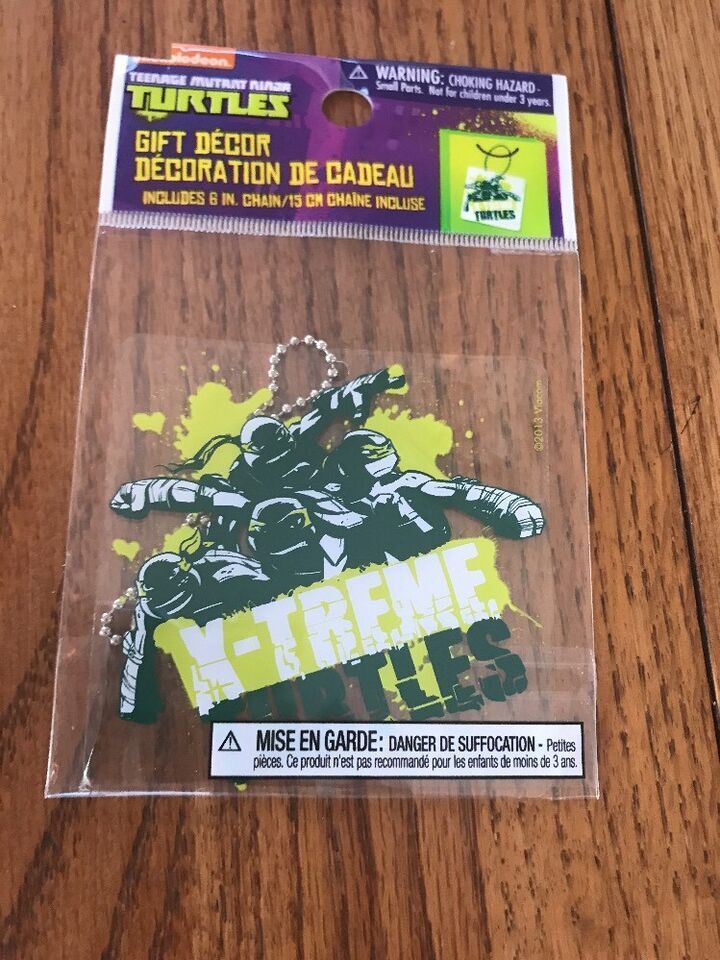 TEENAGE MUTANT NINJA
TURTLES
GIFT DÉCOR
DÉCORATION DE CADEAU
INCLUDES 6 IN. CHAIN/15 CM CHAÎNE INCLUSE
WARNING: CHOKING HAZARD -
Small Parts. Not for children under 3 years.
TURTLES
©2013 Viacom
X-TREME
TURTLES
MISE EN GARDE: DANGER DE SUFFOCATION - Petites
pièces. Ce produit n'est pas recommandé pour les enfants de moins de 3 ans.